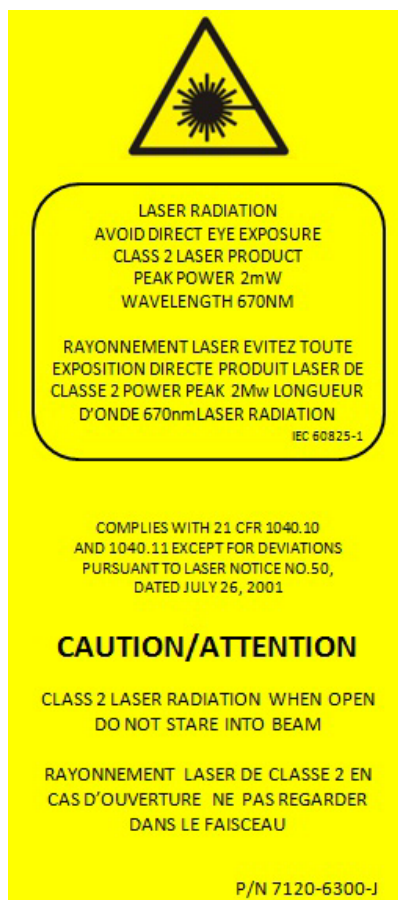 LASER RADIATION
AVOID DIRECT EYE EXPOSURE
CLASS 2 LASER PRODUCT
PEAK POWER 2mW
WAVELENGTH 670NM
RAYONNEMENT LASER EVITEZ TOUTE
EXPOSITION DIRECTE PRODUIT LASER DE
CLASSE 2 POWER PEAK 2Mw LONGUEUR
D'ONDE 670nmLASER RADIATION
IEC 60825-1
COMPLIES WITH 21 CFR 1040.10
AND 1040.11 EXCEPT FOR DEVIATIONS
PURSUANT TO LASER NOTICE NO.50,
DATED JULY 26, 2001
CAUTION/ATTENTION
CLASS 2 LASER RADIATION WHEN OPEN
DO NOT STARE INTO BEAM
RAYONNEMENT LASER DE CLASSE 2 EN
CAS D'OUVERTURE NE PAS REGARDER
DANS LE FAISCEAU
P/N 7120-6300-J